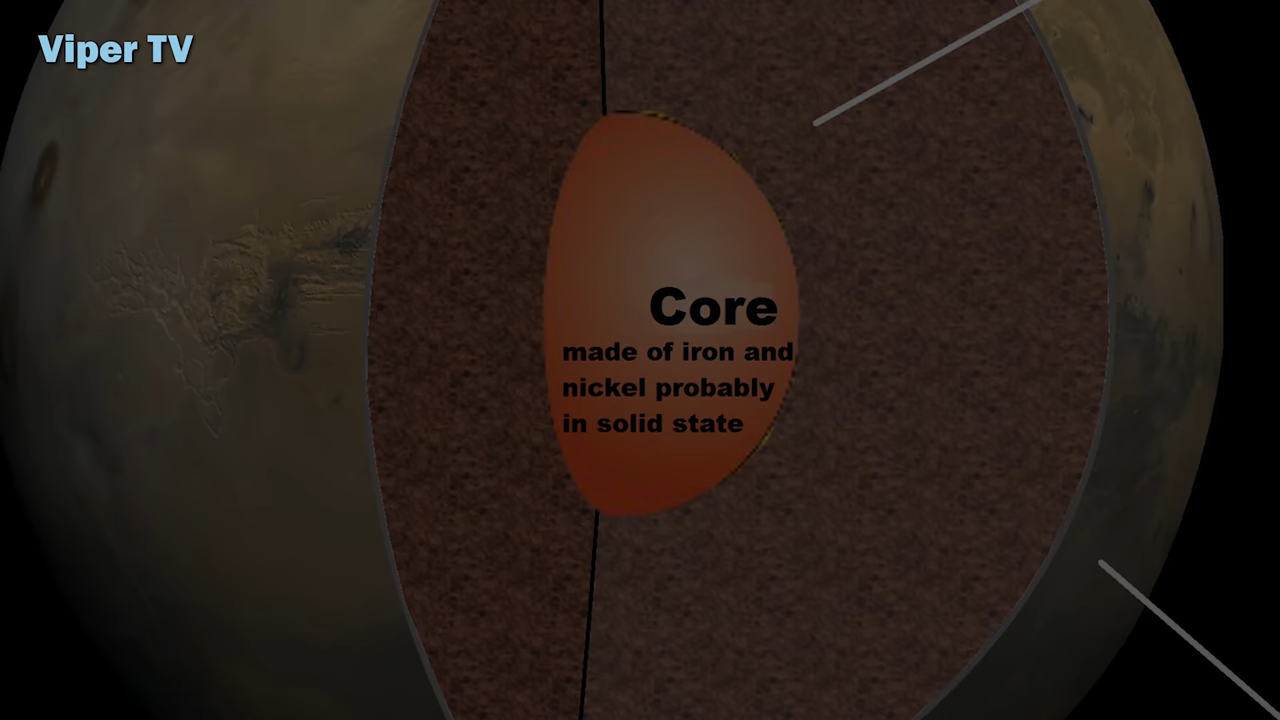 Viper TV
Core
made of iron and
nickel probably
in solid state